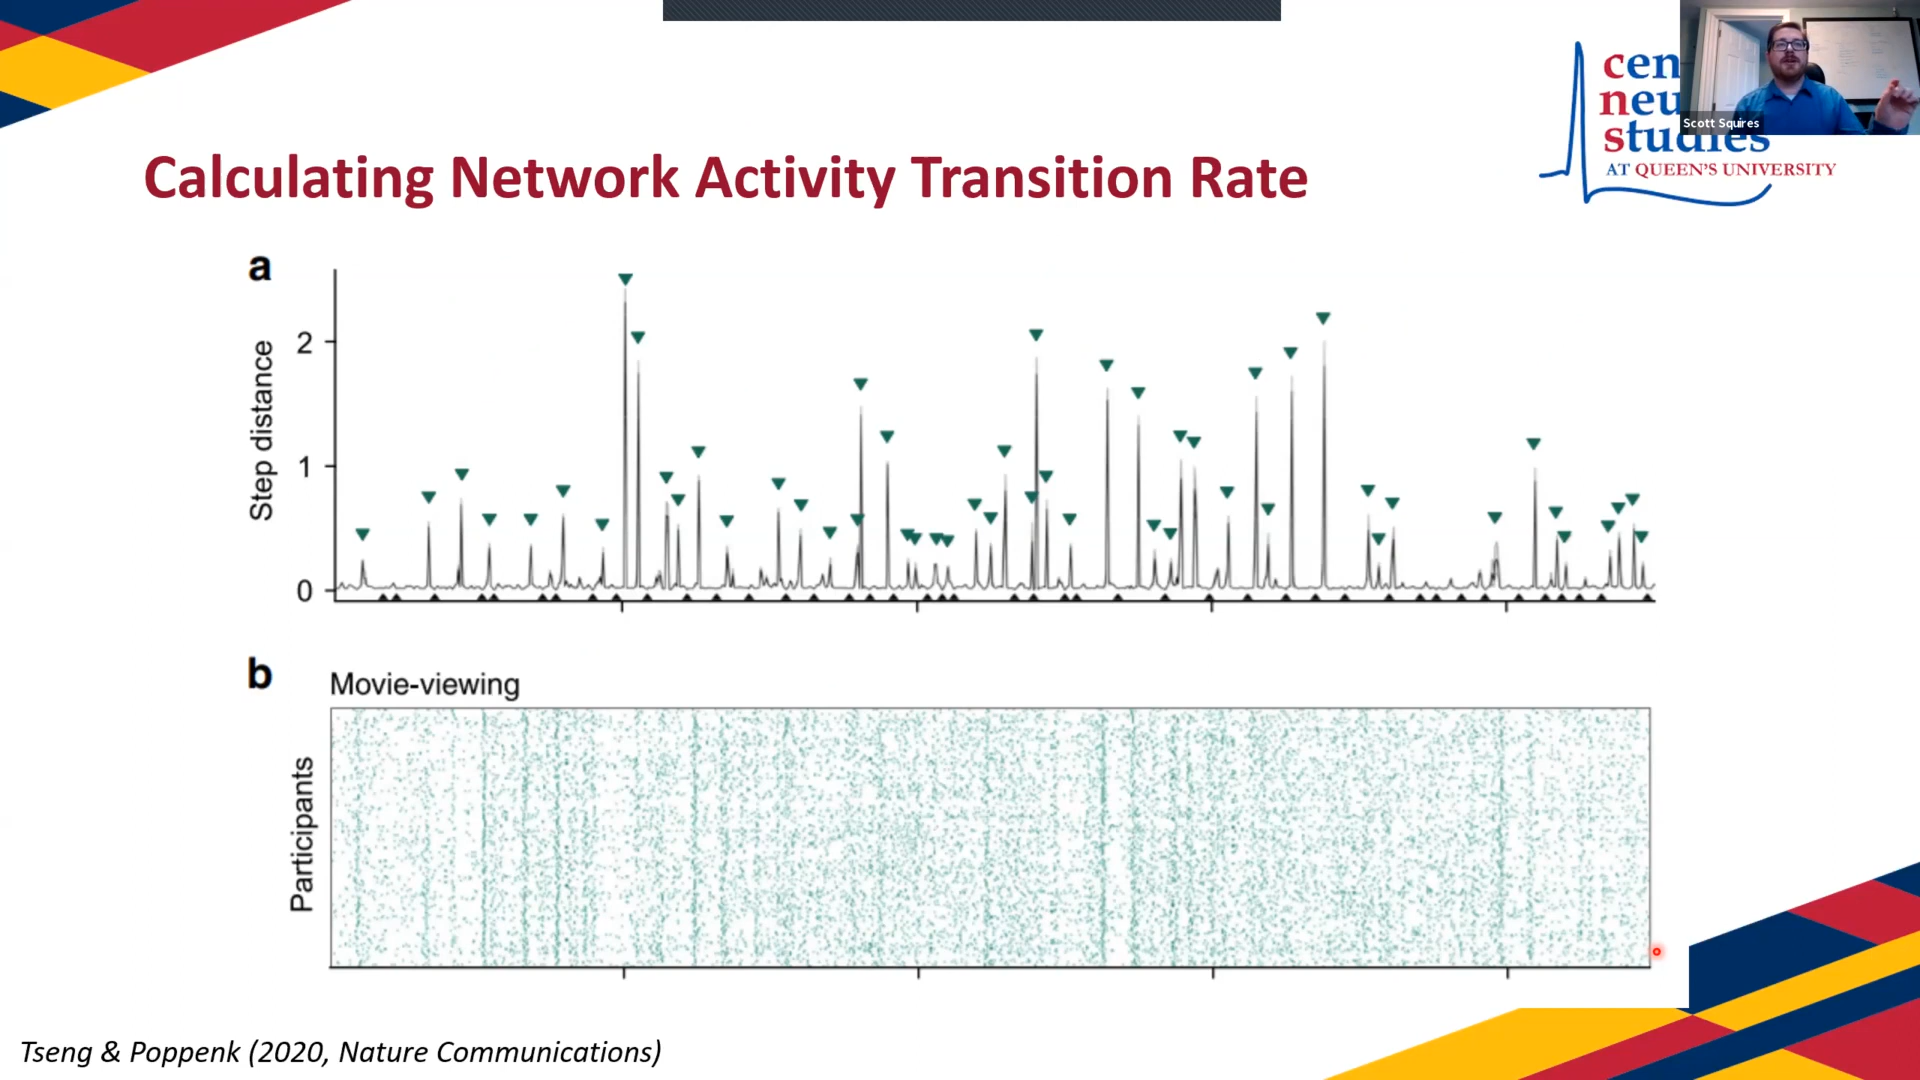 Calculating Network Activity Transition Rate
cen
neu
studies
AT QUEEN'S UNIVERSITY
Scott Squires
a
Step distance
2
1
0
b
Movie-viewing
Participants
Tseng & Poppenk (2020, Nature Communications)